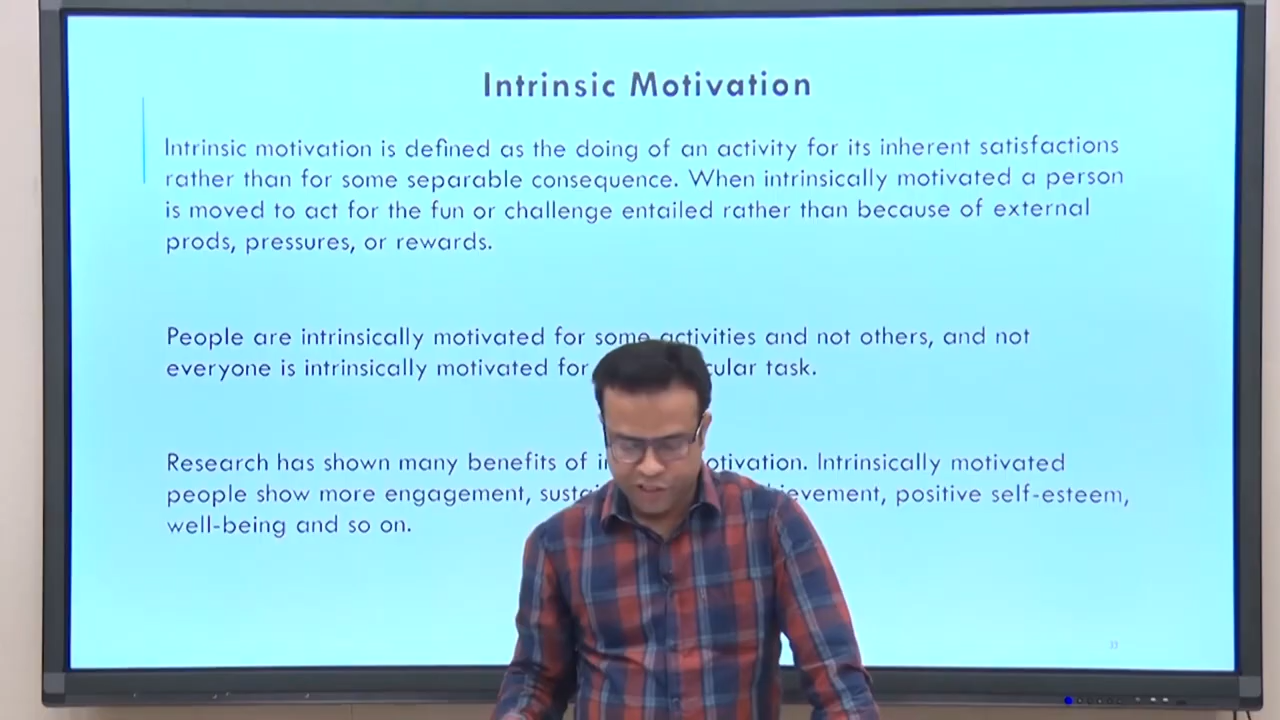 Intrinsic Motivation
Intrinsic motivation is defined as the doing of an activity for its inherent satisfactions
rather than for some separable consequence. When intrinsically motivated a person
is moved to act for the fun or challenge entailed rather than because of external
prods, pressures, or rewards.
People are intrinsically motivated for some activities and not others, and not
everyone is intrinsically motivated for task.
Research has shown many benefits of Intrinsically motivated
people show more engagement, positive self-esteem,
well-being and so on.